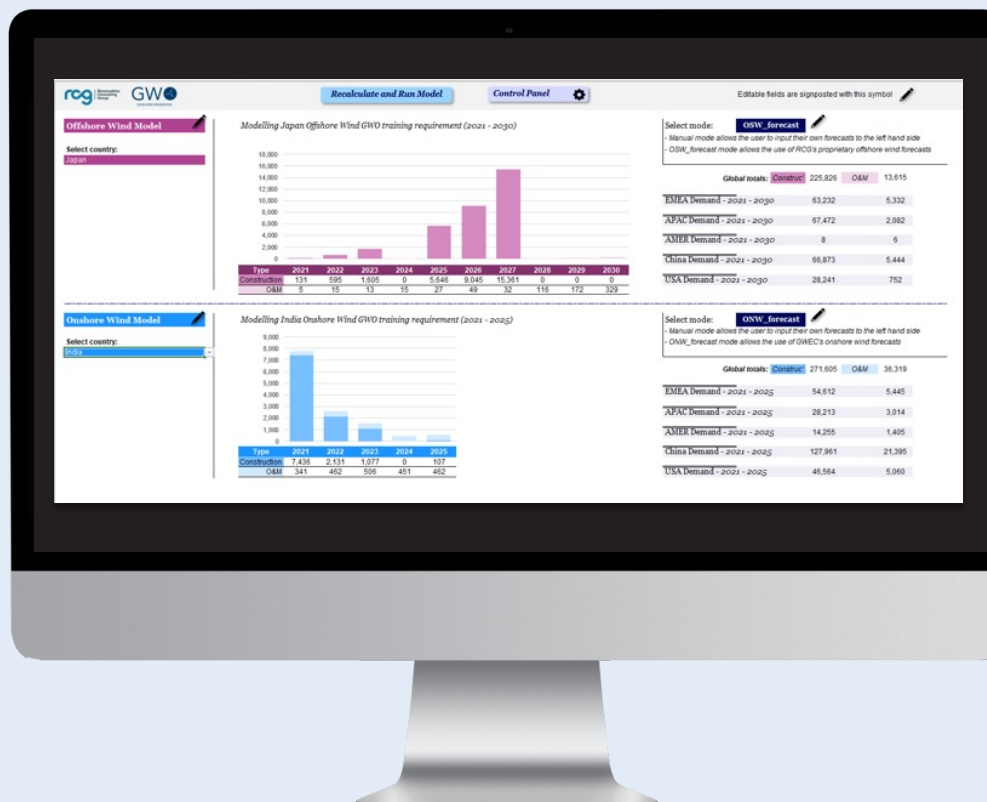 rcg Renewables Consulting Group GWO
Recalculate and Run Model
Control Panel
Editable fields are signposted with this symbol
Offshore Wind Model
Select country:
Japan
Modelling Japan Offshore Wind GWO training requirement (2021 - 2030)
18,000
16,000
14,000
12,000
10,000
8,000
6,000
4,000
2,000
0
Type 2021 2022 2023 2024 2025 2026 2027 2028 2029 2030
Construction 131 595 1,605 0 5,646 9,045 15,361 0 0 0
O&M 5 15 13 15 27 49 32 116 172 329
Select mode: OSW_forecast
- Manual mode allows the user to input their own forecasts to the left hand side
- OSW_forecast mode allows the use of RCG's proprietary offshore wind forecasts
Global totals: Construc 225,826 O&M 13,615
EMEA Demand - 2021 - 2030 63,232 5,332
APAC Demand - 2021 - 2030 67,472 2,082
AMER Demand - 2021 - 2030 8 6
China Demand - 2021 - 2030 66,873 5,444
USA Demand - 2021 - 2030 28,241 752
Onshore Wind Model
Select country:
India
Modelling India Onshore Wind GWO training requirement (2021 - 2025)
9,000
8,000
7,000
6,000
5,000
4,000
3,000
2,000
1,000
0
Type 2021 2022 2023 2024 2025
Construction 7,436 2,131 1,077 0 107
O&M 341 462 506 451 462
Select mode: ONW_forecast
- Manual mode allows the user to input their own forecasts to the left hand side
- ONW_forecast mode allows the use of GWEC's onshore wind forecasts
Global totals: Construc 271,605 O&M 36,319
EMEA Demand - 2021 - 2025 54,612 5,445
APAC Demand - 2021 - 2025 28,213 3,014
AMER Demand - 2021 - 2025 14,255 1,405
China Demand - 2021 - 2025 127,961 21,395
USA Demand - 2021 - 2025 46,564 5,060